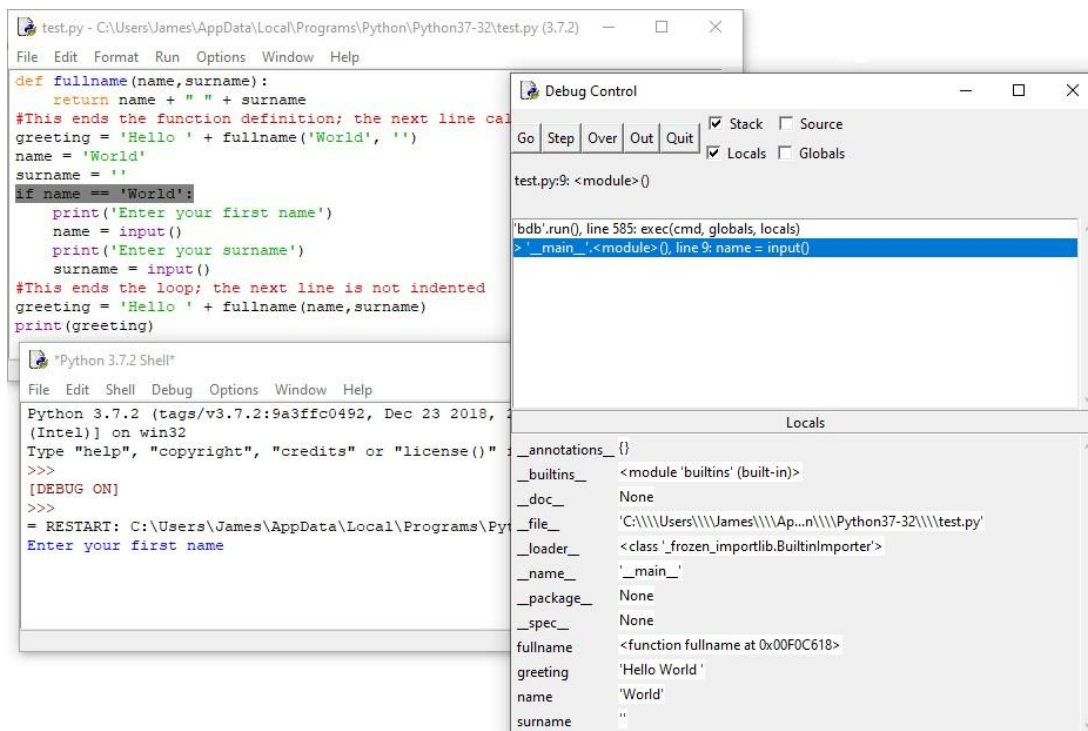 test.py - C:\Users\James\AppData\Local\Programs\Python\Python37-32\test.py (3.7.2)
File Edit Format Run Options Window Help
def fullname(name,surname):
    return name + " " + surname
#This ends the function definition; the next line cal
greeting = 'Hello ' + fullname('World', '')
name = 'World'
surname = ''
if name == 'World':
    print('Enter your first name')
    name = input()
    print('Enter your surname')
    surname = input()
#This ends the loop; the next line is not indented
greeting = 'Hello ' + fullname(name,surname)
print(greeting)
*Python 3.7.2 Shell*
File Edit Shell Debug Options Window Help
Python 3.7.2 (tags/v3.7.2:9a3ffc0492, Dec 23 2018, 2
(Intel)] on win32
Type "help", "copyright", "credits" or "license()"
>>>
[DEBUG ON]
>>>
= RESTART: C:\Users\James\AppData\Local\Programs\Pyt
Enter your first name
Debug Control
Go Step Over Out Quit Stack Source
Locals Globals
test.py:9: <module>()
'bdb'.run(), line 585: exec(cmd, globals, locals)
> '__main__'.<module>(), line 9: name = input()
Locals
__annotations__ {}
__builtins__ <module 'builtins' (built-in)>
__doc__ None
__file__ 'C:\\\\Users\\\\James\\\\Ap...n\\\\Python37-32\\\\test.py'
__loader__ <class '_frozen_importlib.BuiltinImporter'>
__name__ '__main__'
__package__ None
__spec__ None
fullname <function fullname at 0x00F0C618>
greeting 'Hello World '
name 'World'
surname ''